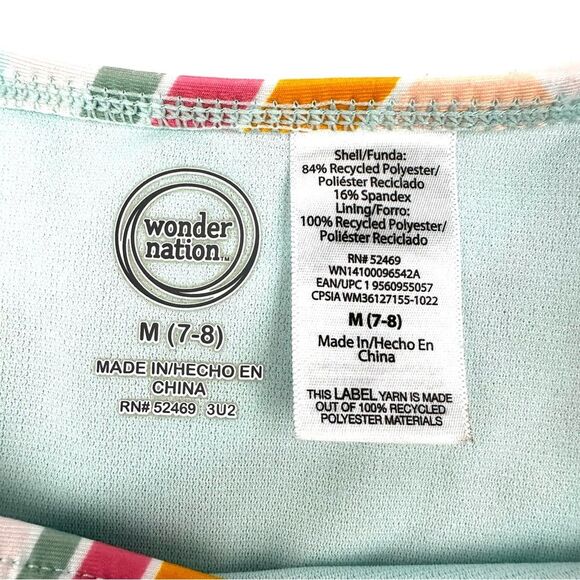 wonder
nation™
M (7-8)
MADE IN/HECHO EN
CHINA
RN# 52469 3U2
Shell/Funda:
84% Recycled Polyester/
Poliéster Reciclado
16% Spandex
Lining/Forro:
100% Recycled Polyester/
Poliéster Reciclado
RN# 52469
WN14100096542A
EAN/UPC 1 9560955057
CPSIA WM36127155-1022
M (7-8)
Made In/Hecho En
China
THIS LABEL YARN IS MADE
OUT OF 100% RECYCLED
POLYESTER MATERIALS